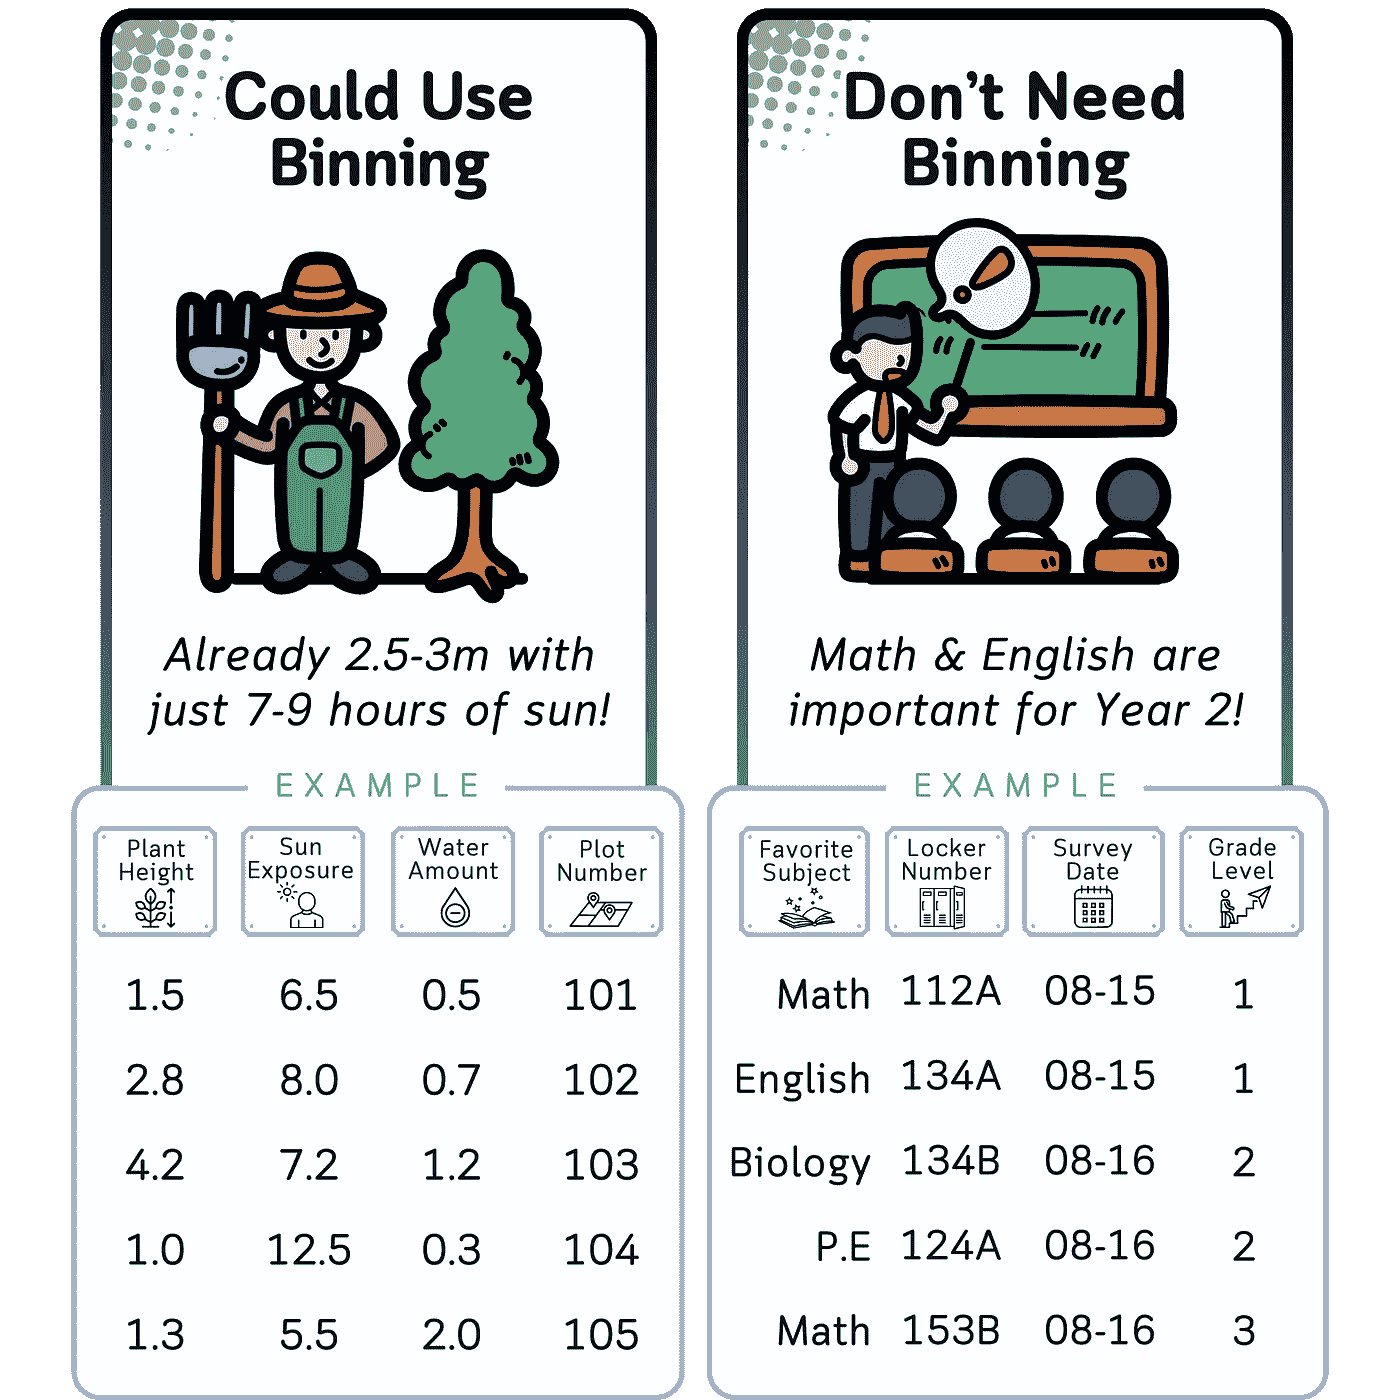 Could Use
Binning
Already 2.5-3m with
just 7-9 hours of sun!
EXAMPLE
Plant Height
Sun Exposure
Water Amount
Plot Number
1.5 6.5 0.5 101
2.8 8.0 0.7 102
4.2 7.2 1.2 103
1.0 12.5 0.3 104
1.3 5.5 2.0 105
Don't Need
Binning
Math & English are
important for Year 2!
EXAMPLE
Favorite Subject
Locker Number
Survey Date
Grade Level
Math 112A 08-15 1
English 134A 08-15 1
Biology 134B 08-16 2
P.E 124A 08-16 2
Math 153B 08-16 3